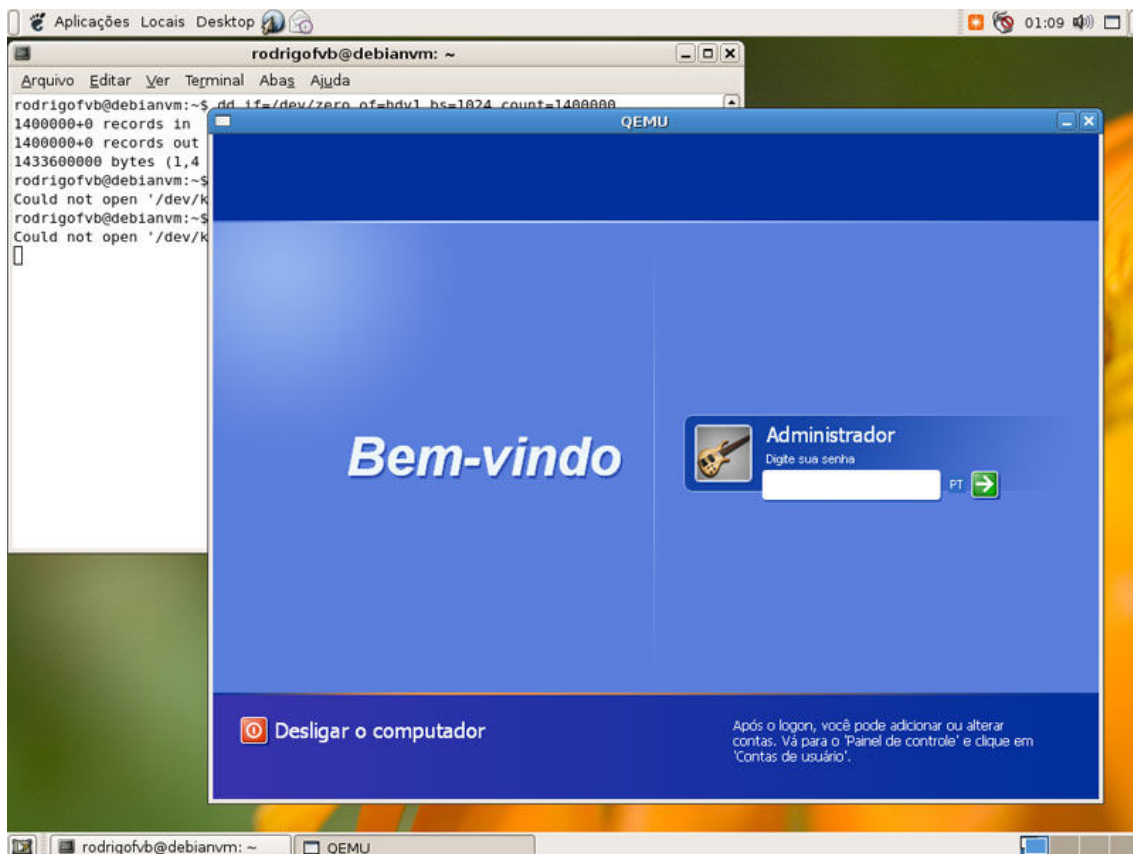 Aplicações Locais Desktop
01:09
rodrigofvb@debianvm: ~
Arquivo Editar Ver Terminal Abas Ajuda
rodrigofvb@debianvm:~$ dd if=/dev/zero of=hdv1 bs=1024 count=1400000
1400000+0 records in
1400000+0 records out
1433600000 bytes (1,4
rodrigofvb@debianvm:~$
Could not open '/dev/k
rodrigofvb@debianvm:~$
Could not open '/dev/k
QEMU
Bem-vindo
Administrador
Digite sua senha
PT
Desligar o computador
Após o logon, você pode adicionar ou alterar
contas. Vá para o 'Painel de controle' e clique em
'Contas de usuário'.
rodrigofvb@debianvm: ~
QEMU